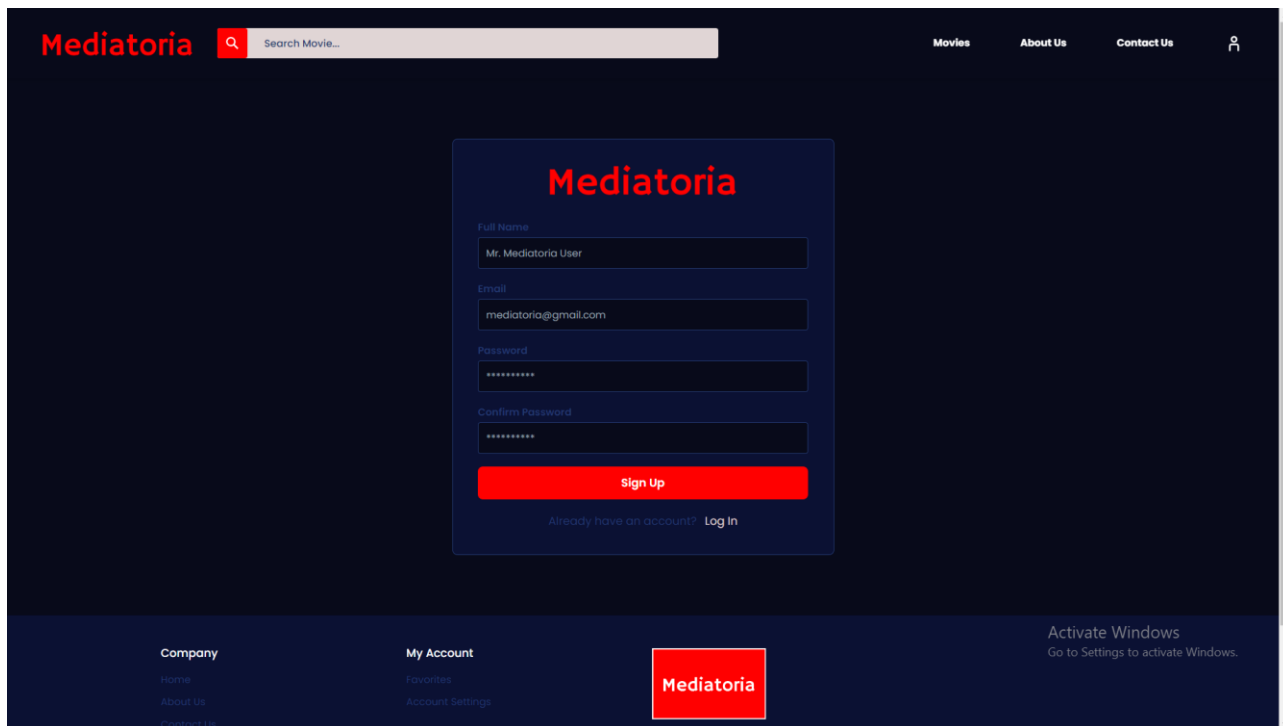 Mediatoria
Search Movie...
Movies
About Us
Contact Us
Mediatoria
Full Name
Mr. Mediatoria User
Email
mediatoria@gmail.com
Password
**********
Confirm Password
**********
Sign Up
Already have an account? Log In
Activate Windows
Go to Settings to activate Windows.
Company
Home
About Us
Contact Us
My Account
Favorites
Account Settings
Mediatoria